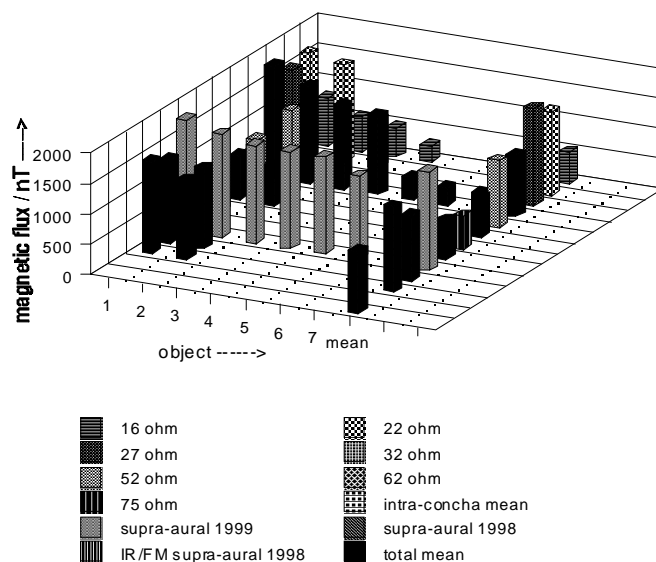 magnetic flux / nT --->
2000
1500
1000
500
0
1
2
3
4
5
6
7
mean
object ------>
16 ohm
22 ohm
27 ohm
32 ohm
52 ohm
62 ohm
75 ohm
intra-concha mean
supra-aural 1999
supra-aural 1998
IR/FM supra-aural 1998
total mean